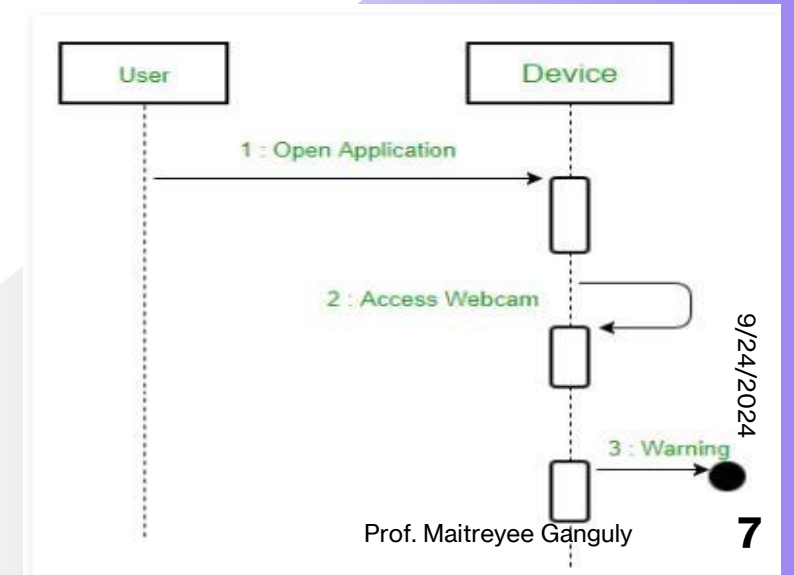 User
Device
1 : Open Application
2 : Access Webcam
9/24/2024
3 : Warning
Prof. Maitreyee Ganguly
7